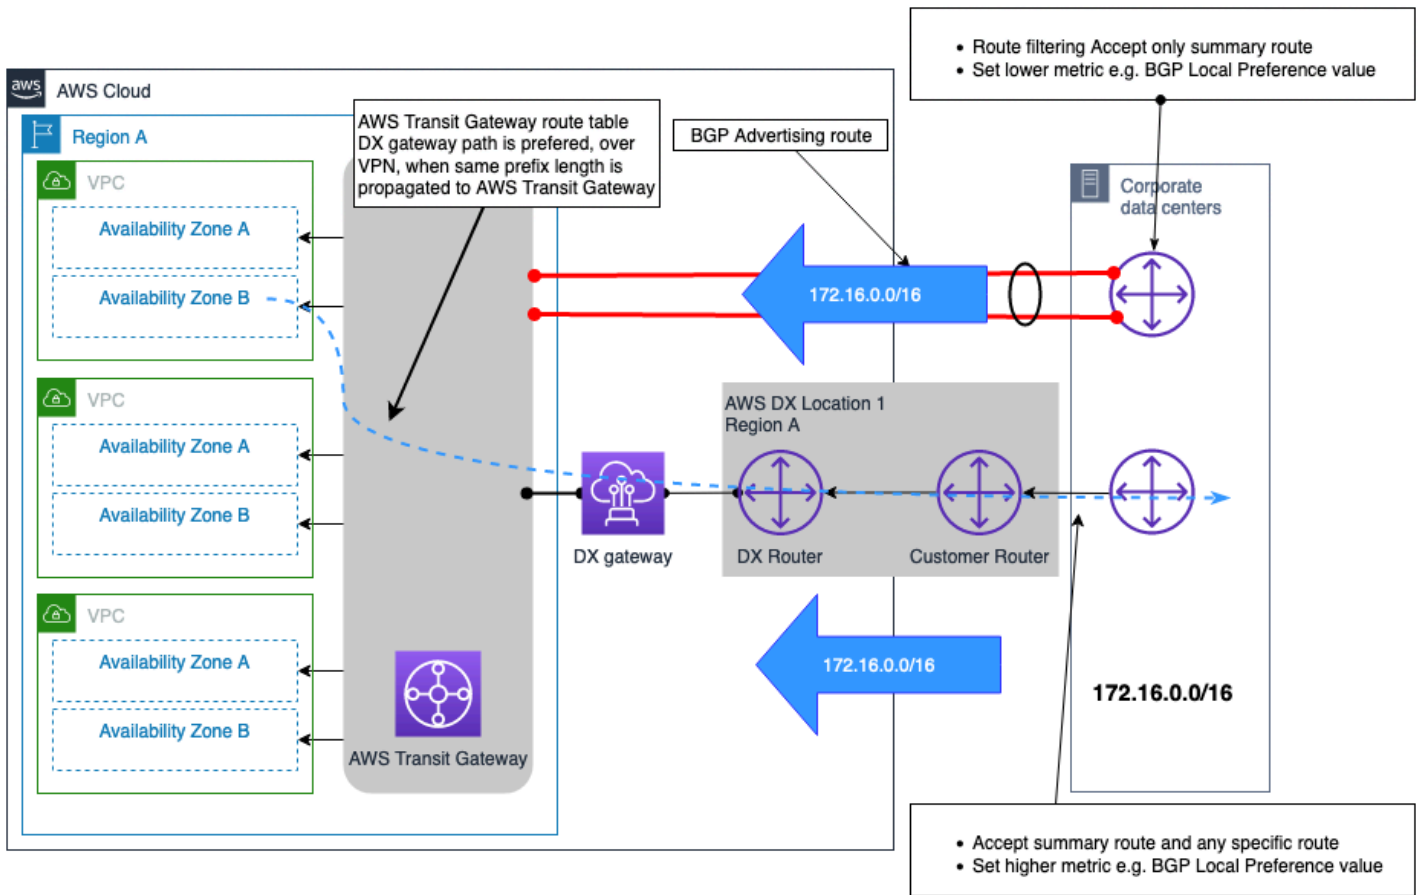 • Route filtering Accept only summary route
• Set lower metric e.g. BGP Local Preference value
aws
AWS Cloud
Region A
AWS Transit Gateway route table
DX gateway path is prefered, over
VPN, when same prefix length is
propagated to AWS Transit Gateway
BGP Advertising route
VPC
Availability Zone A
Availability Zone B
Corporate
data centers
172.16.0.0/16
VPC
Availability Zone A
Availability Zone B
AWS DX Location 1
Region A
DX gateway
DX Router
Customer Router
VPC
Availability Zone A
Availability Zone B
AWS Transit Gateway
172.16.0.0/16
172.16.0.0/16
• Accept summary route and any specific route
• Set higher metric e.g. BGP Local Preference value